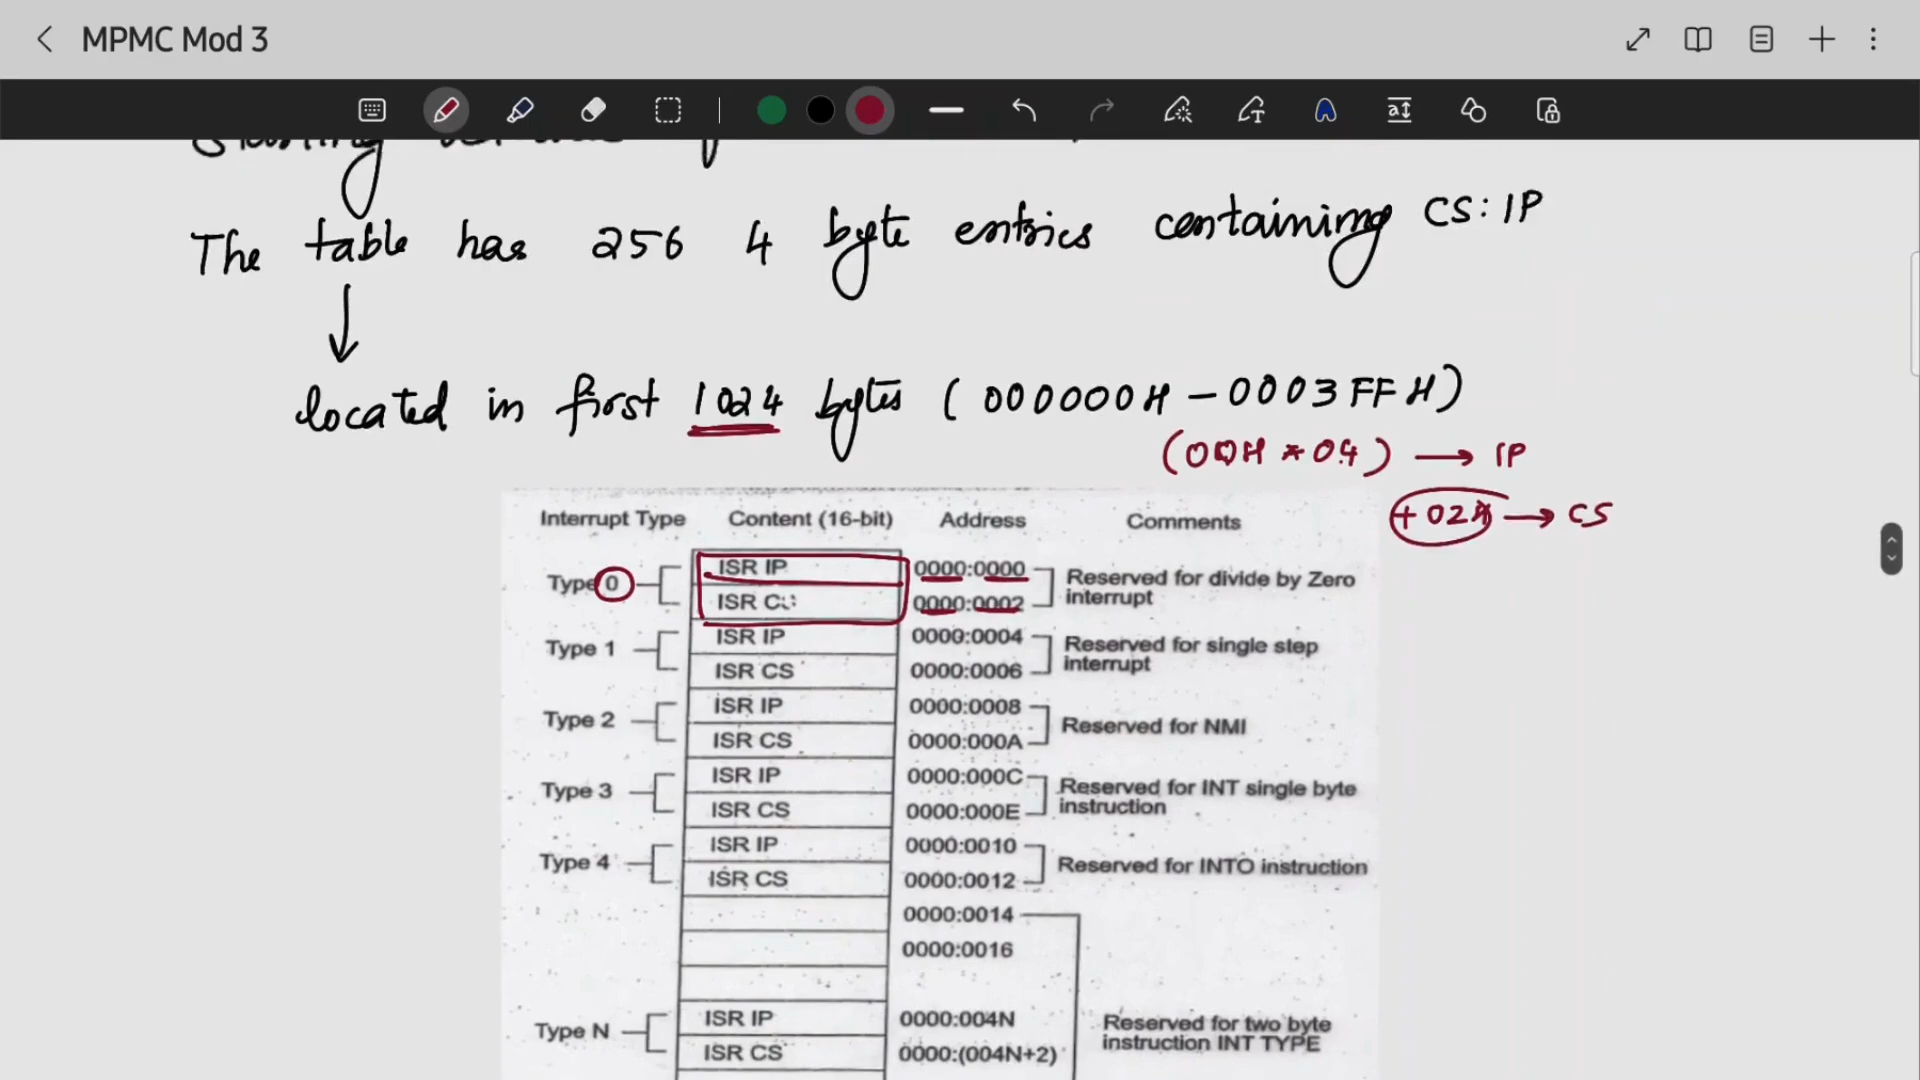 MPMC Mod 3
The table has 256 4 byte entries containing CS:IP
located in first 1024 bytes (000000H - 0003FFH)
(00H * 04) → IP
+ 02H → CS
Interrupt Type Content (16-bit) Address Comments
Type 0 ISR IP 0000:0000 Reserved for divide by Zero
ISR CS 0000:0002 interrupt
Type 1 ISR IP 0000:0004 Reserved for single step
ISR CS 0000:0006 interrupt
Type 2 ISR IP 0000:0008 Reserved for NMI
ISR CS 0000:000A
Type 3 ISR IP 0000:000C Reserved for INT single byte
ISR CS 0000:000E instruction
Type 4 ISR IP 0000:0010 Reserved for INTO instruction
ISR CS 0000:0012
0000:0014
0000:0016
Type N ISR IP 0000:004N Reserved for two byte
ISR CS 0000:(004N+2) instruction INT TYPE